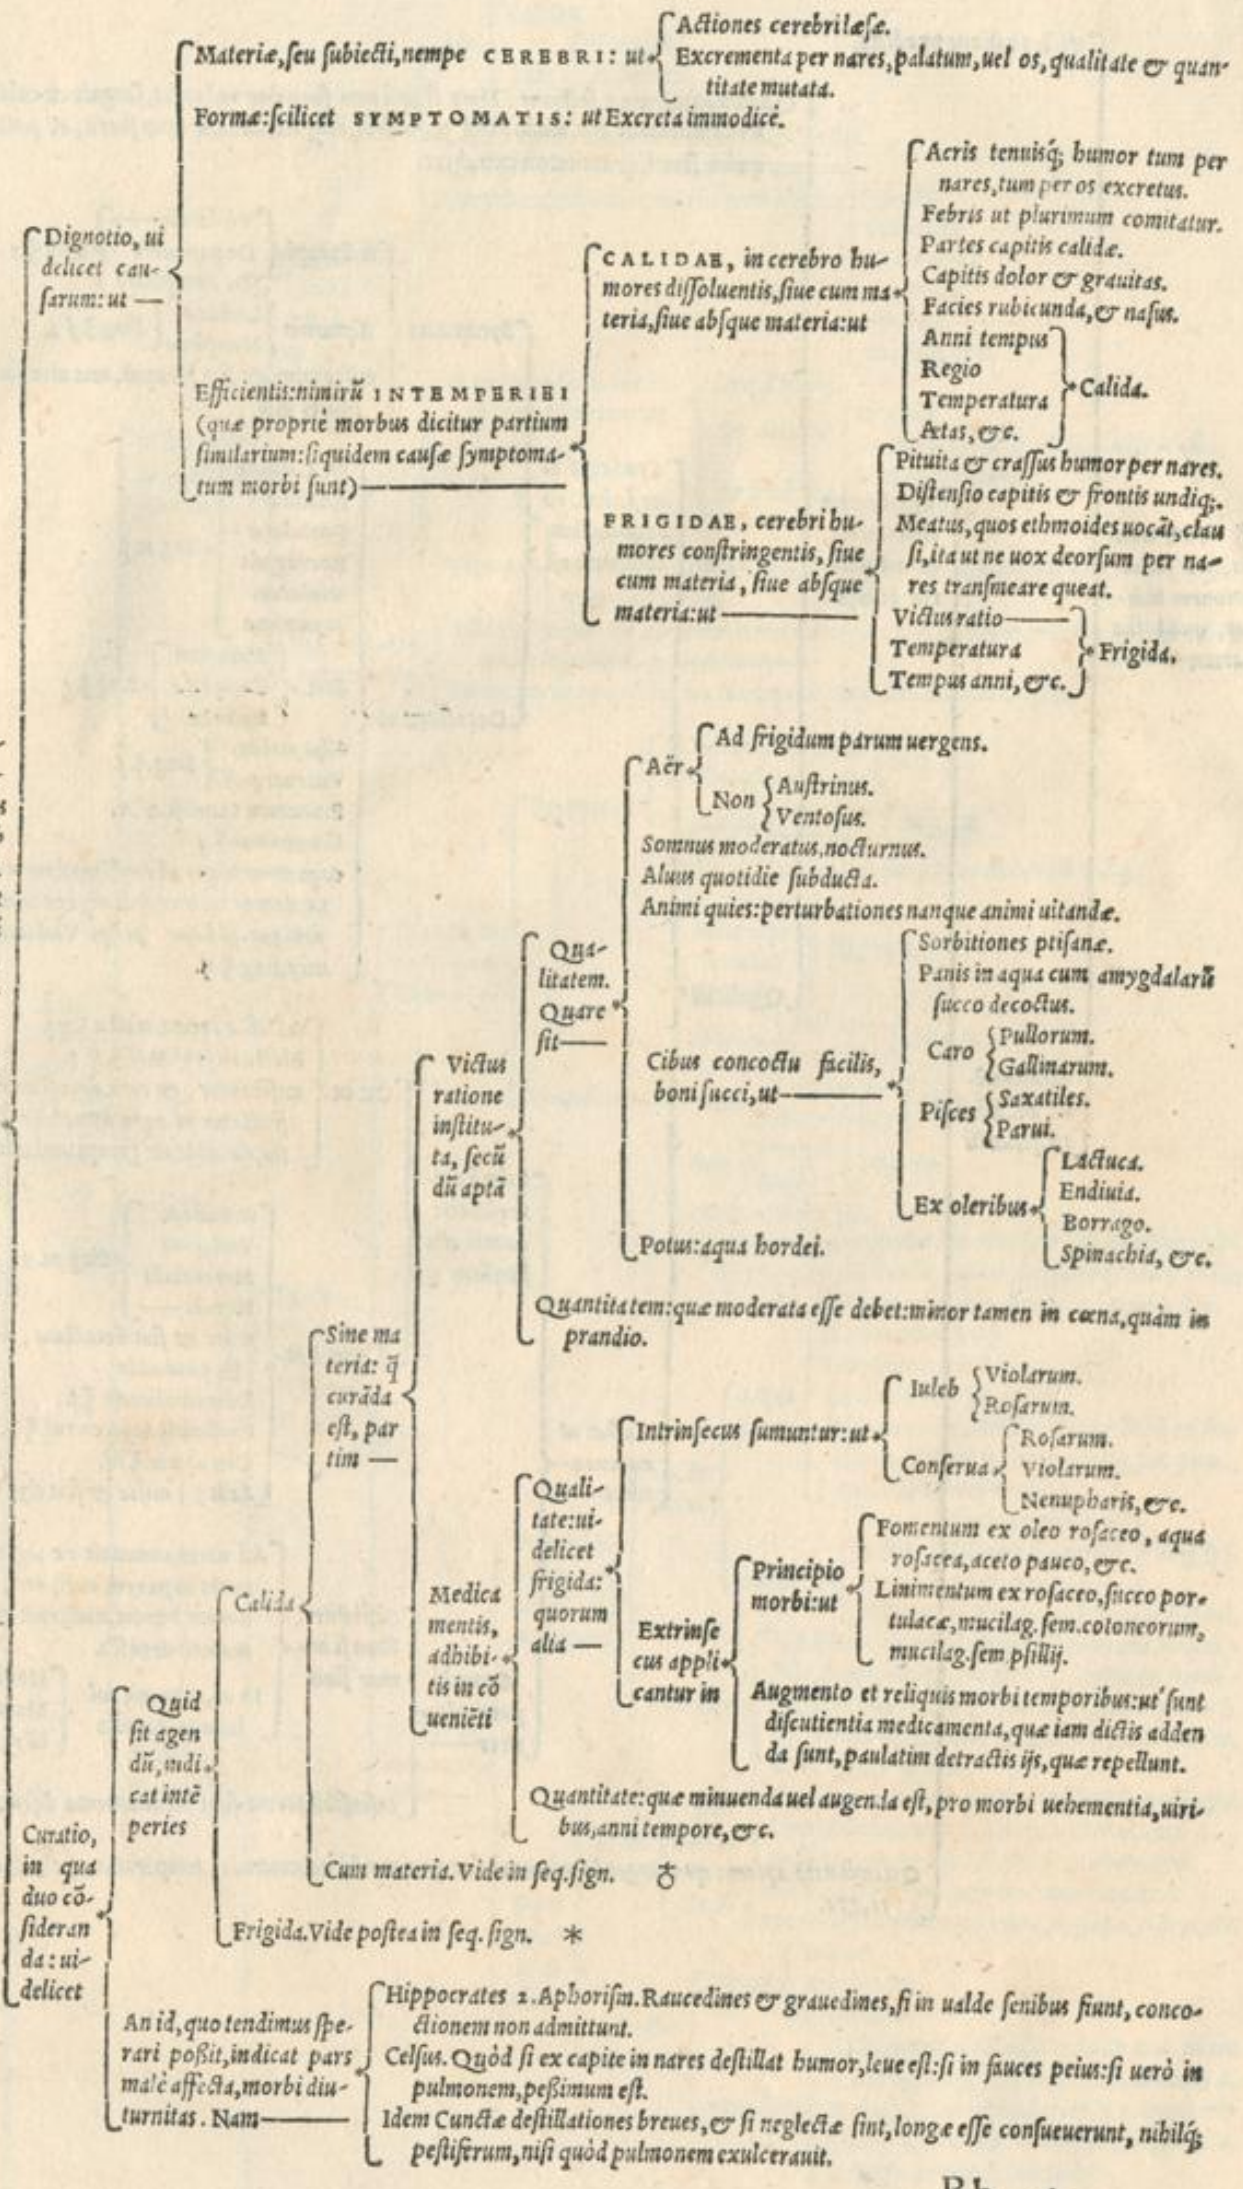 Actiones cerebri læsæ.
Materiæ, ſeu ſubiecti, nempe CEREBRI: ut
Excrementa per nares, palatum, uel os, qualitate & quan-
titate mutata.
Formæ: ſcilicet SYMPTOMATIS: ut Excreta immodicè.
Dignotio, ui
delicet cau-
ſarum: ut —
Efficientis: nimirũ INTEMPERIEI
(quæ propriè morbus dicitur partium
ſimilarium: ſiquidem cauſæ ſymptoma-
tum morbi ſunt) —
CALIDAE, in cerebro hu-
mores diſſoluentis, ſiue cum ma
teria, ſiue abſque materia: ut
Acris tenuisq́; humor tum per
nares, tum per os excretus.
Febris ut plurimum comitatur.
Partes capitis calidæ.
Capitis dolor & grauitas.
Facies rubicunda, & naſus.
Anni tempus
Regio
Temperatura
Ætas, &c.
Calida.
FRIGIDAE, cerebri hu-
mores conſtringentis, ſiue
cum materia, ſiue abſque
materia: ut —
Pituita & craſſus humor per nares.
Diſtenſio capitis & frontis undiq;.
Meatus, quos ethmoides uocãt, clau
ſi, ita ut ne uox deorſum per na-
res tranſmeare queat.
Victus ratio —
Temperatura
Tempus anni, &c.
Frigida.
Curatio,
in qua
duo cõ-
ſideran
da: ui-
delicet
Quid
ſit agen
dũ, indi
cat intẽ
peries
Calida
Sine ma
teria: q̃
curãda
eſt, par
tim —
Victus
ratione
inſtitu-
ta, ſecũ
dũ aptã
Qua-
litatem.
Quare
ſit —
Aër
Ad frigidum parum uergens.
Non
Auſtrinus.
Ventoſus.
Somnus moderatus, nocturnus.
Aluus quotidie ſubducta.
Animi quies: perturbationes nanque animi uitandæ.
Cibus concoctu facilis,
boni ſucci, ut —
Sorbitiones ptiſanæ.
Panis in aqua cum amygdalarũ
ſucco decoctus.
Caro
Pullorum.
Gallinarum.
Piſces
Saxatiles.
Parui.
Ex oleribus
Lactuca.
Endiuia.
Borrago.
Spinachia, &c.
Potus: aqua hordei.
Quantitatem: quæ moderata eſſe debet: minor tamen in cœna, quàm in
prandio.
Medica
mentis,
adhibi-
tis in cõ
ueniẽti
Quali-
tate: ui-
delicet
frigida:
quorum
alia —
Intrinſecus ſumuntur: ut
Iuleb
Violarum.
Roſarum.
Conſerua
Roſarum.
Violarum.
Nenupharis, &c.
Extrinſe
cus appli
cantur in
Principio
morbi: ut
Fomentum ex oleo roſaceo, aqua
roſacea, aceto pauco, &c.
Linimentum ex roſaceo, ſucco por-
tulacæ, mucilag. ſem. cotoneorum,
mucilag. ſem pſillij.
Augmento et reliquis morbi temporibus: ut ſunt
diſcutientia medicamenta, quæ iam dictis adden
da ſunt, paulatim detractis ijs, quæ repellunt.
Quantitate: quæ minuenda uel augenda eſt, pro morbi uehementia, uiri-
bus, anni tempore, &c.
Cum materia. Vide in ſeq. ſign. ♁
Frigida. Vide poſtea in ſeq. ſign. *
An id, quo tendimus ſpe-
rari poßit, indicat pars
malè affecta, morbi diu-
turnitas. Nam —
Hippocrates 2. Aphoriſm. Raucedines & grauedines, ſi in ualde ſenibus fiunt, conco-
ctionem non admittunt.
Celſus. Quòd ſi ex capite in nares deſtillat humor, leue eſt: ſi in fauces peius: ſi uerò in
pulmonem, peßimum eſt.
Idem Cunctæ deſtillationes breues, & ſi neglectæ ſint, longæ eſſe conſueuerunt, nihilq́;
peſtiferum, niſi quòd pulmonem exulcerauit.